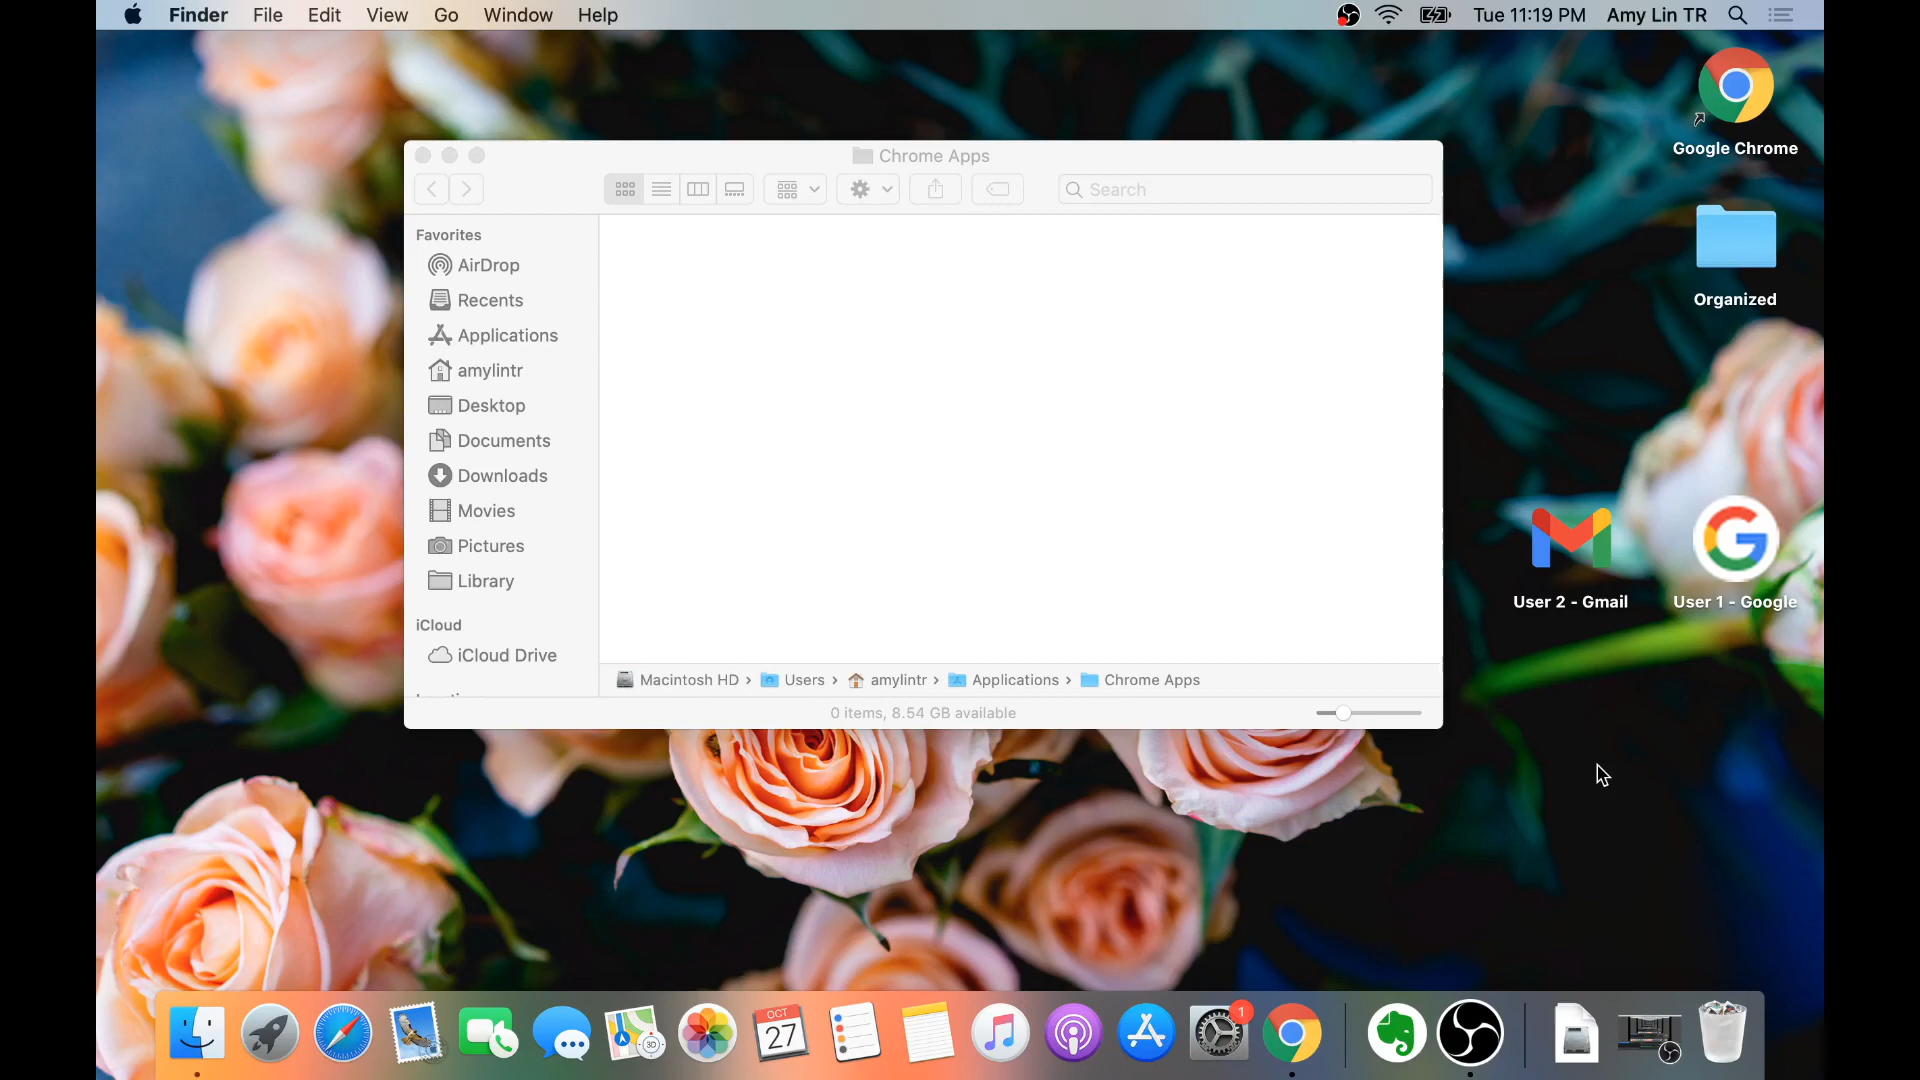 Finder File Edit View Go Window Help Tue 11:19 PM Amy Lin TR
Google Chrome
Organized
User 2 - Gmail
User 1 - Google
Chrome Apps
Search
Favorites
AirDrop
Recents
Applications
amylintr
Desktop
Documents
Downloads
Movies
Pictures
Library
iCloud
iCloud Drive
Macintosh HD › Users › amylintr › Applications › Chrome Apps
0 items, 8.54 GB available
OCT
27
3D
1